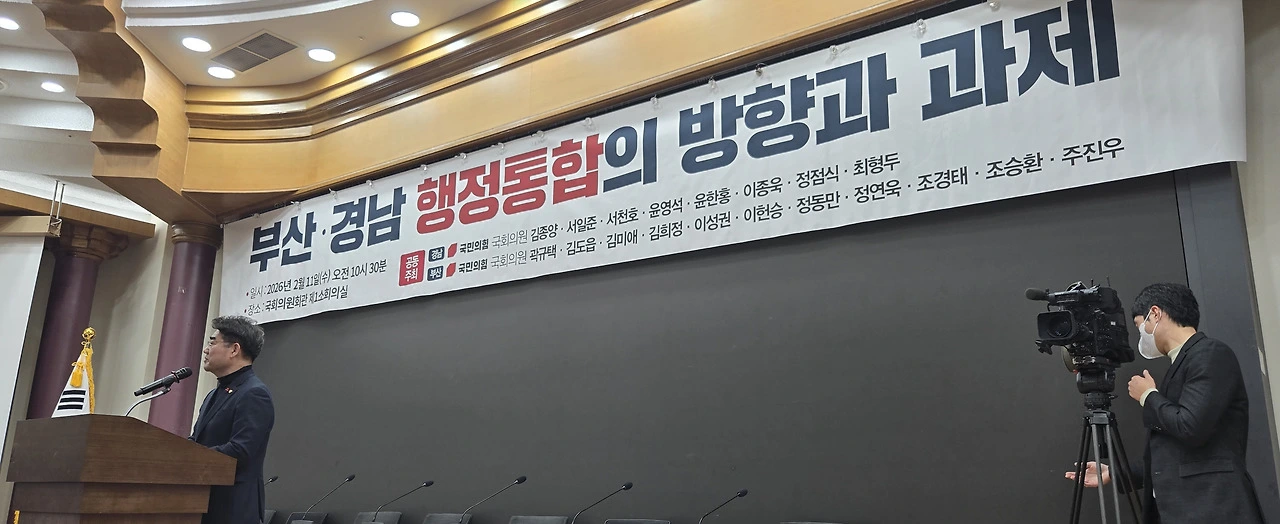 부산·경남 행정통합의 방향과 과제
• 일시 : 2026년 2월 11일(수) 오전 10시 30분
• 장소 : 국회의원회관 제1소회의실
공동
주최
경남 국민의힘 국회의원 김종양 · 서일준 · 서천호 · 윤영석 · 윤한홍 · 이종욱 · 정점식 · 최형두
부산 국민의힘 국회의원 곽규택 · 김도읍 · 김미애 · 김희정 · 이성권 · 이헌승 · 정동만 · 정연욱 · 조경태 · 조승환 · 주진우